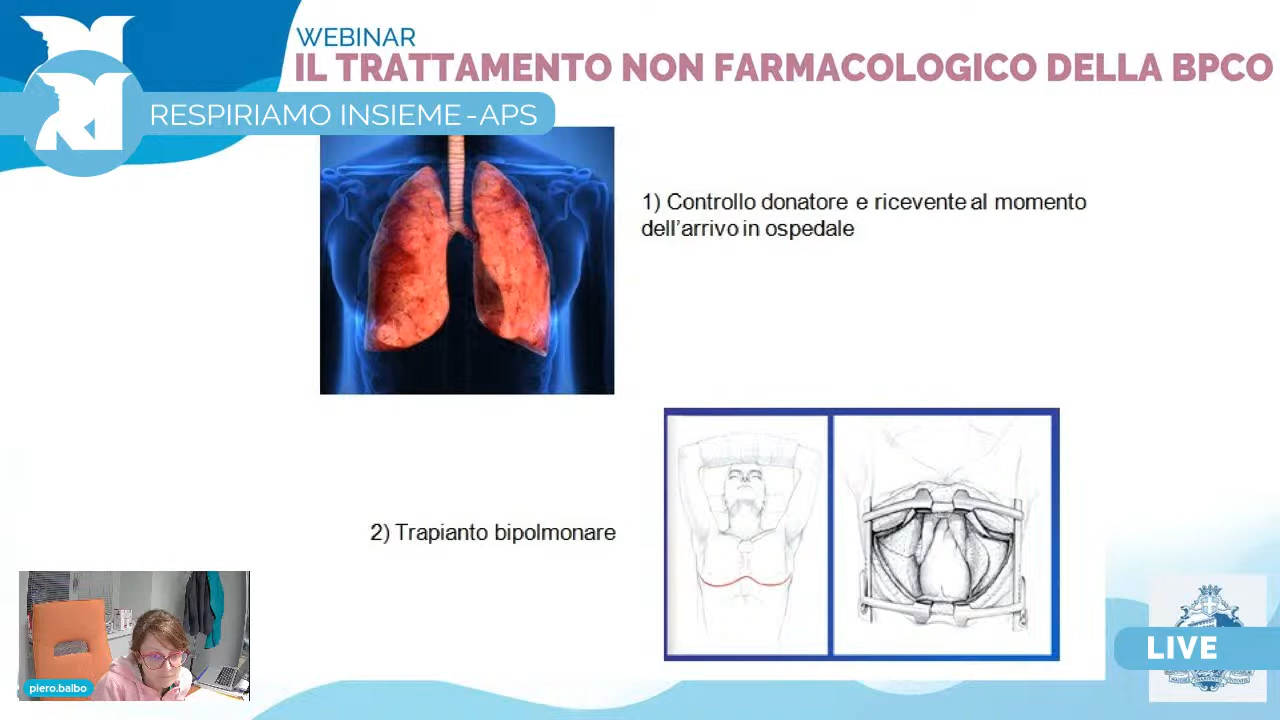 WEBINAR
IL TRATTAMENTO NON FARMACOLOGICO DELLA BPCO
RESPIRIAMO INSIEME-APS
1) Controllo donatore e ricevente al momento
dell'arrivo in ospedale
2) Trapianto bipolmonare
piero.balbo
LIVE